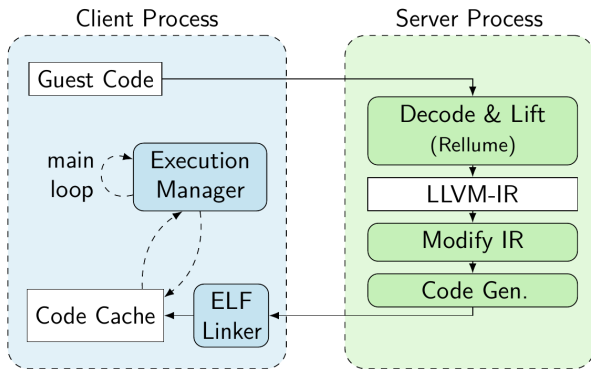 Client Process
Server Process
Guest Code
Decode & Lift
(Rellume)
main
loop
Execution
Manager
LLVM-IR
Modify IR
Code Gen.
Code Cache
ELF
Linker